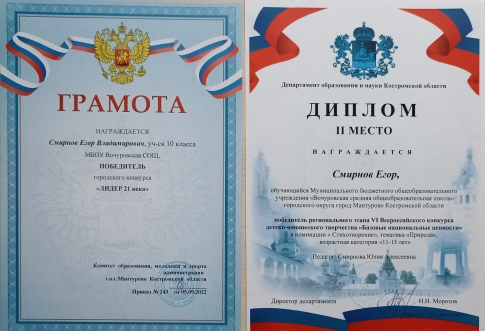 ГРАМОТА
НАГРАЖДАЕТСЯ
Смирнов Егор Владимирович, уч-ся 10 класса
МБОУ Вочуровская СОШ,
ПОБЕДИТЕЛЬ
городского конкурса
«ЛИДЕР 21 века»
Комитет образования, молодежи и спорта
администрации
г.о.г.Мантурово Костромской области
Приказ № 243 от 05.09.2022
Департамент образования и науки Костромской области
ДИПЛОМ
II МЕСТО
НАГРАЖДАЕТСЯ
Смирнов Егор,
обучающийся Муниципального бюджетного общеобразовательного
учреждения «Вочуровская средняя общеобразовательная школа»
городского округа город Мантурово Костромской области
победитель регионального этапа VI Всероссийского конкурса
детско-юношеского творчества «Базовые национальные ценности»
в номинации «Стихотворение», тематика «Природа»,
возрастная категория «11-15 лет»
Педагог: Смирнова Юлия Алексеевна
Директор департамента И.Н. Морозов